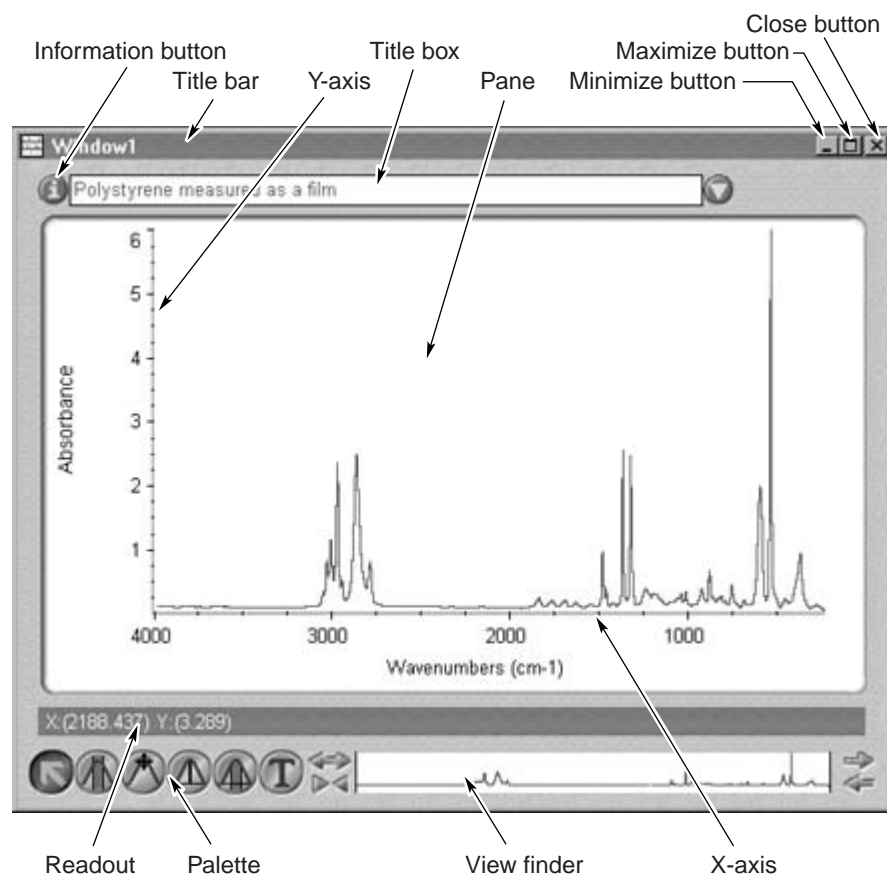 Close button
Information button Title box Maximize button
Title bar Y-axis Pane Minimize button
Window1
Polystyrene measured as a film
6
5
4
3
2
1
Absorbance
4000 3000 2000 1000
Wavenumbers (cm-1)
X:(2188.437) Y:(3.289)
T
Readout Palette View finder X-axis